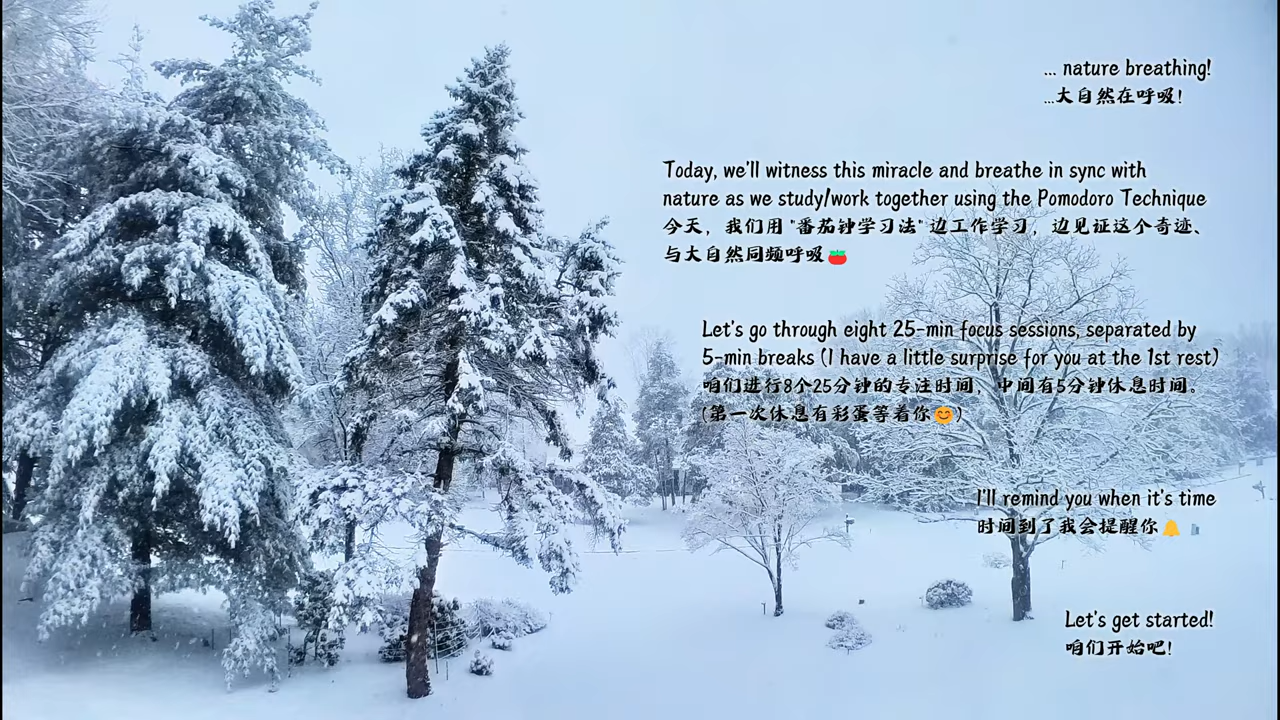 ... nature breathing!
...大自然在呼吸！
Today, we'll witness this miracle and breathe in sync with
nature as we study/work together using the Pomodoro Technique
今天，我们用 "番茄钟学习法" 边工作学习，边见证这个奇迹、
与大自然同频呼吸🍅
Let's go through eight 25-min focus sessions, separated by
5-min breaks (I have a little surprise for you at the 1st rest)
咱们进行8个25分钟的专注时间，中间有5分钟休息时间。
(第一次休息有彩蛋等着你😊)
I'll remind you when it's time
时间到了我会提醒你🔔
Let's get started!
咱们开始吧！